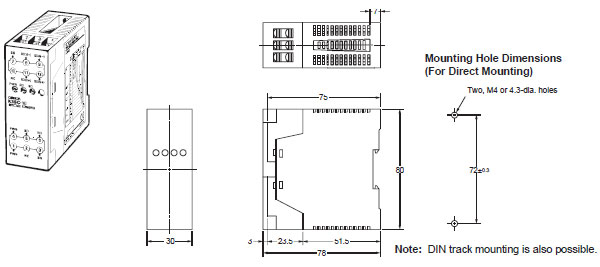 7
Mounting Hole Dimensions
(For Direct Mounting)
Two, M4 or 4.3-dia. holes
75
80
72±0.3
30
3
23.5
51.5
78
Note: DIN track mounting is also possible.